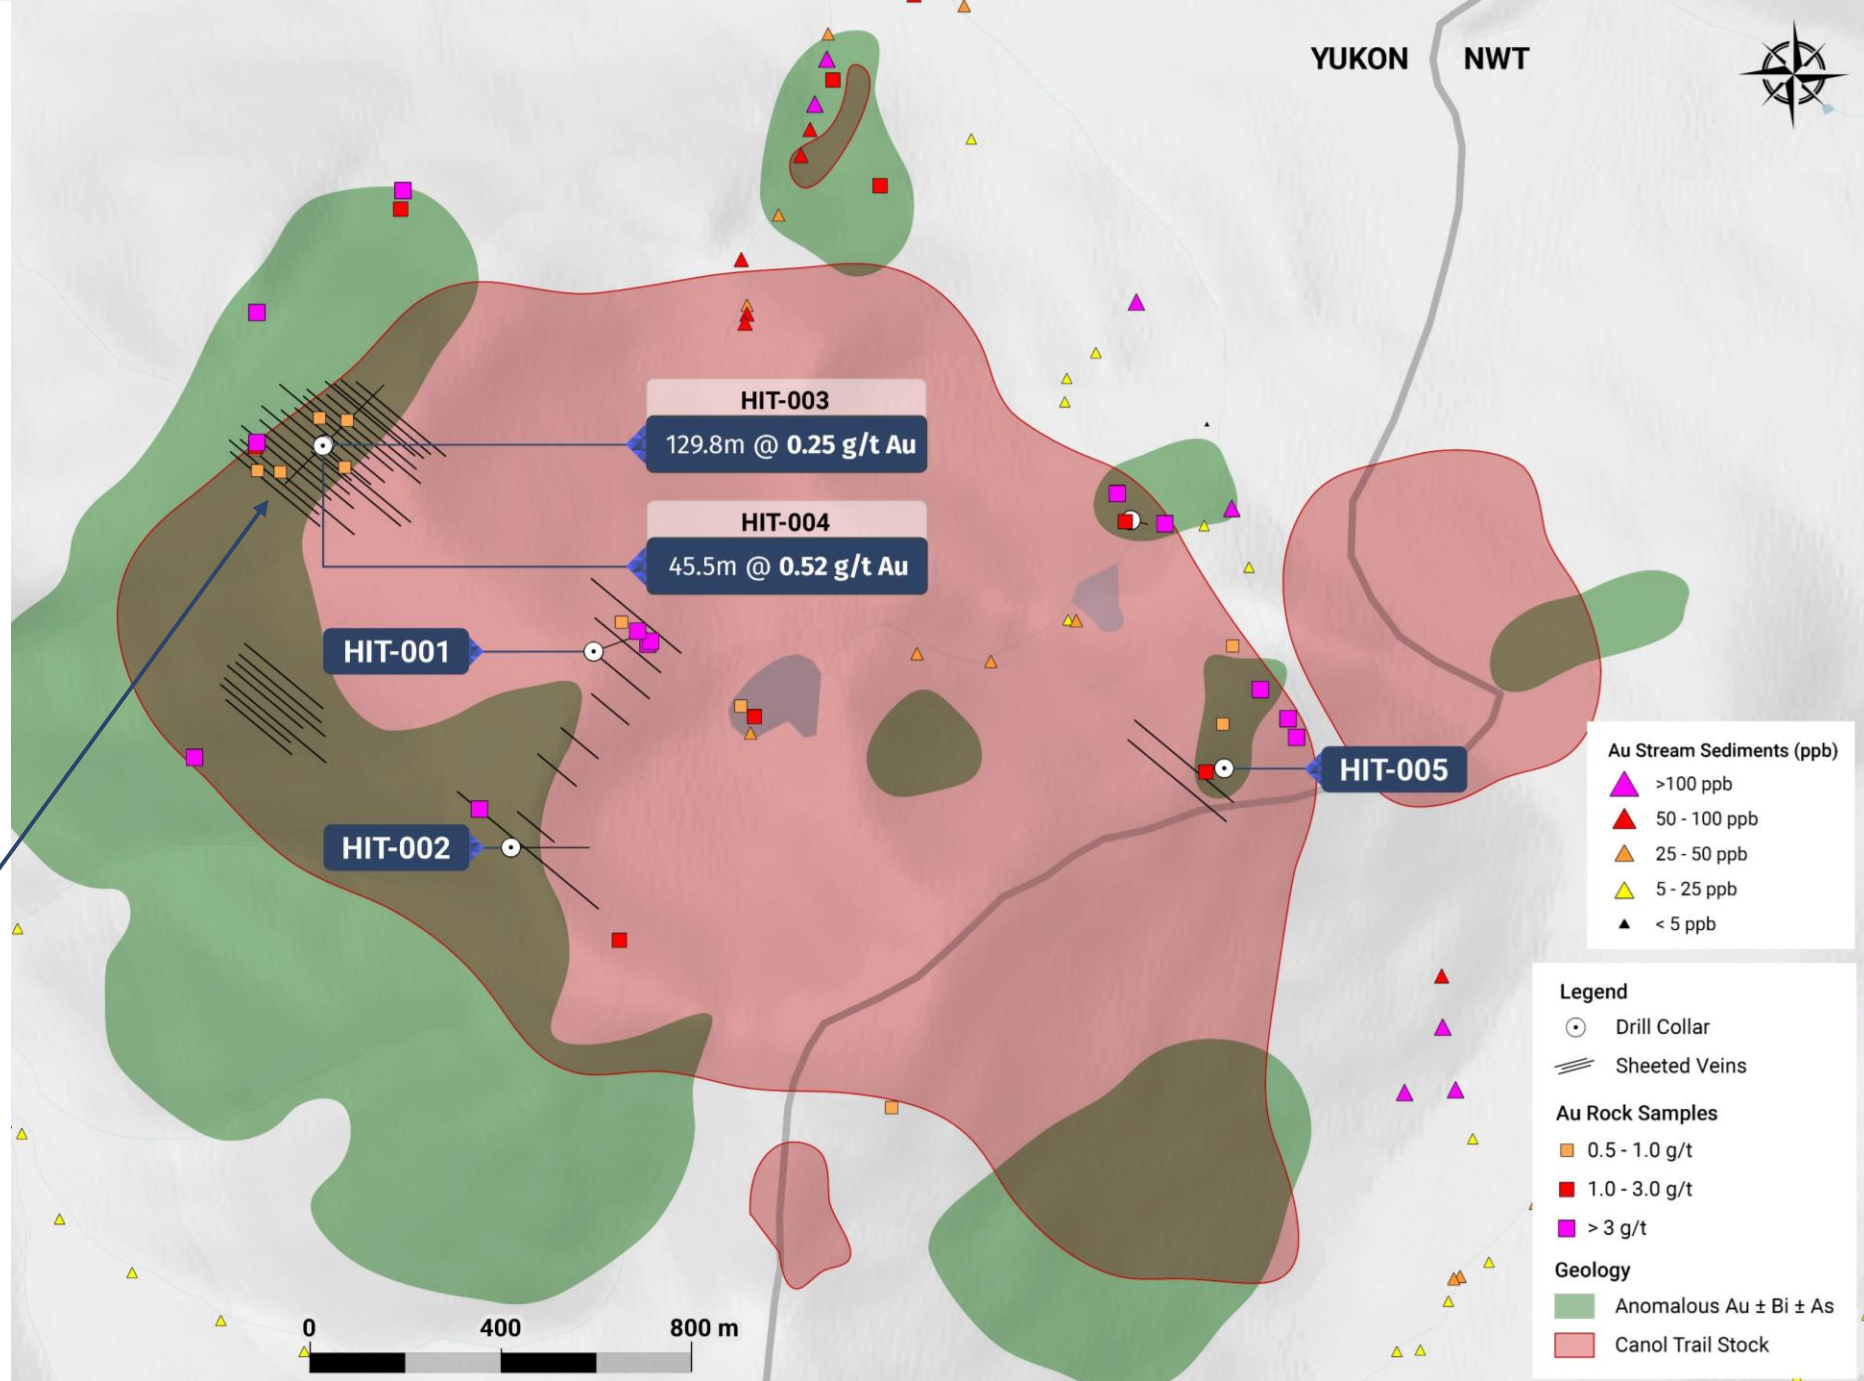 YUKON NWT
HIT-003
129.8m @ 0.25 g/t Au
HIT-004
45.5m @ 0.52 g/t Au
HIT-001
HIT-005
HIT-002
Au Stream Sediments (ppb)
>100 ppb
50 - 100 ppb
25 - 50 ppb
5 - 25 ppb
< 5 ppb
Legend
Drill Collar
Sheeted Veins
Au Rock Samples
0.5 - 1.0 g/t
1.0 - 3.0 g/t
> 3 g/t
Geology
Anomalous Au ± Bi ± As
Canol Trail Stock
0 400 800 m